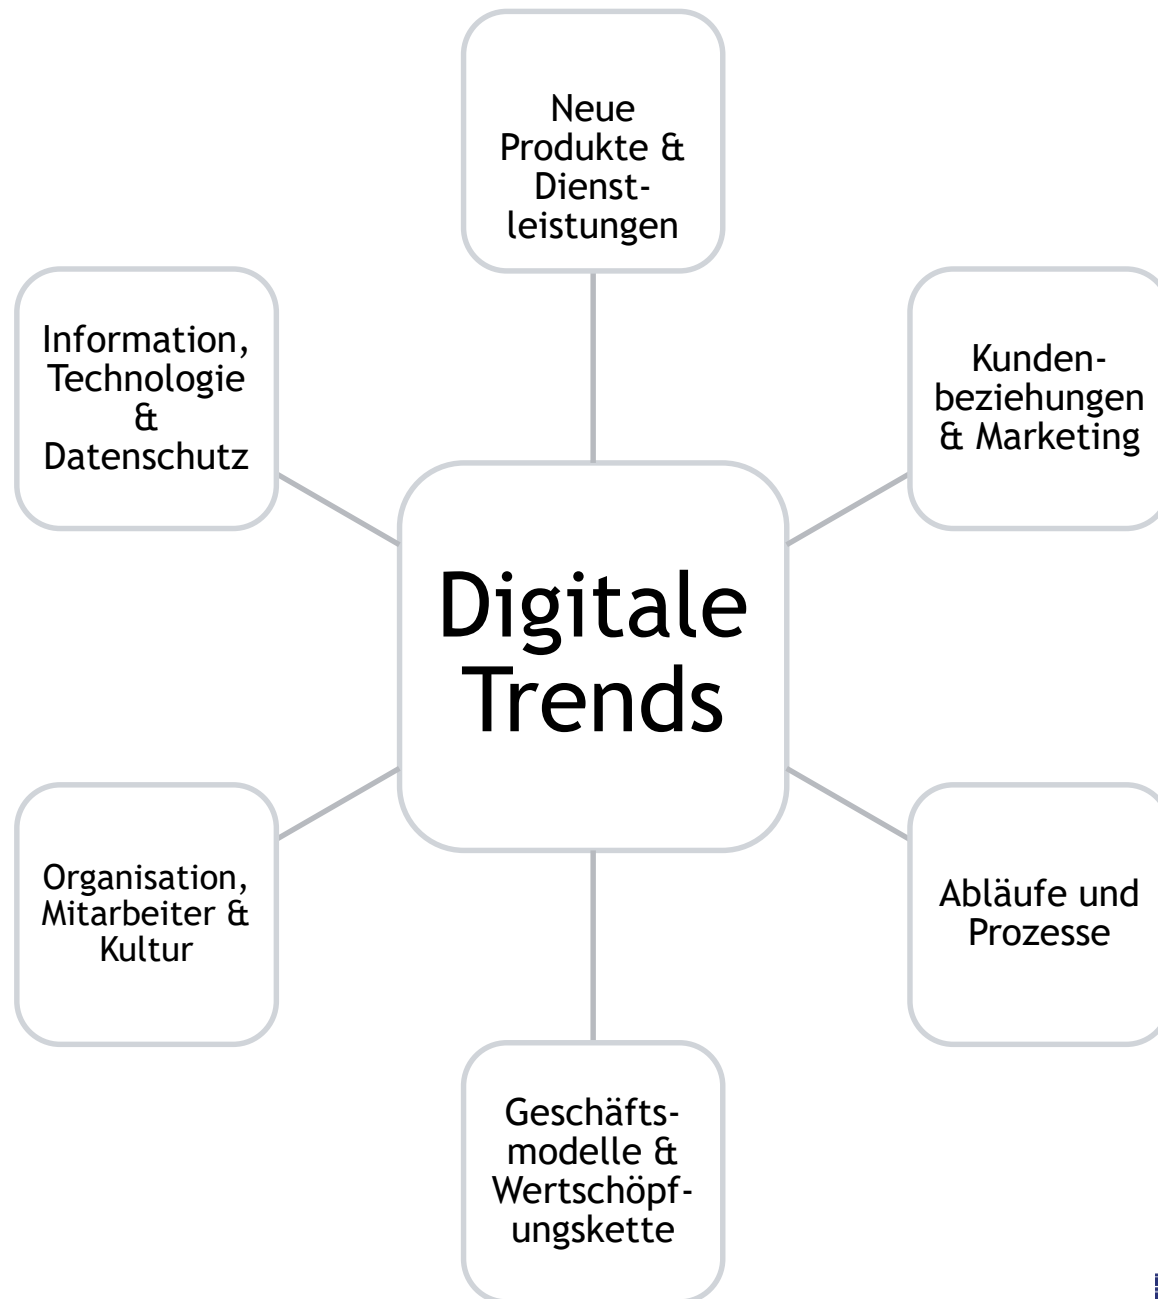 Neue
Produkte &
Dienst-
leistungen
Information,
Technologie
&
Datenschutz
Kunden-
beziehungen
& Marketing
Digitale
Trends
Organisation,
Mitarbeiter &
Kultur
Abläufe und
Prozesse
Geschäfts-
modelle &
Wertschöpf-
ungskette